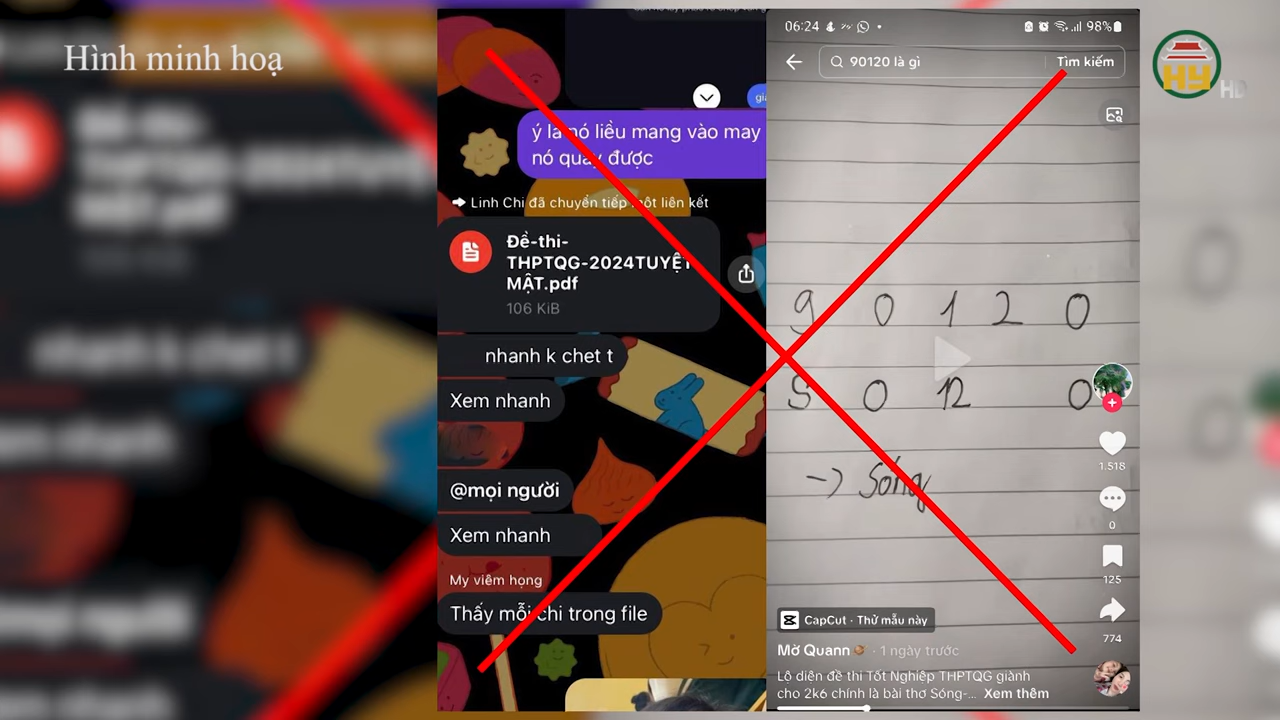 Hình minh hoạ
HY HD
ý là nó liều mang vào may
nó quay được
Linh Chi đã chuyển tiếp một liên kết
Đề-thi-
THPTQG-2024TUYỆT
MẬT.pdf
106 KiB
nhanh k chet t
Xem nhanh
@mọi người
Xem nhanh
My viêm họng
Thấy mỗi chi trong file
06:24
98%
90120 là gì
Tìm kiếm
9 0 1 2 0
S 0 12 0
-> Sóng
1.518
0
125
774
CapCut · Thử mẫu này
Mờ Quann · 1 ngày trước
Lộ diện đề thi Tốt Nghiệp THPTQG giành
cho 2k6 chính là bài thơ Sóng-... Xem thêm